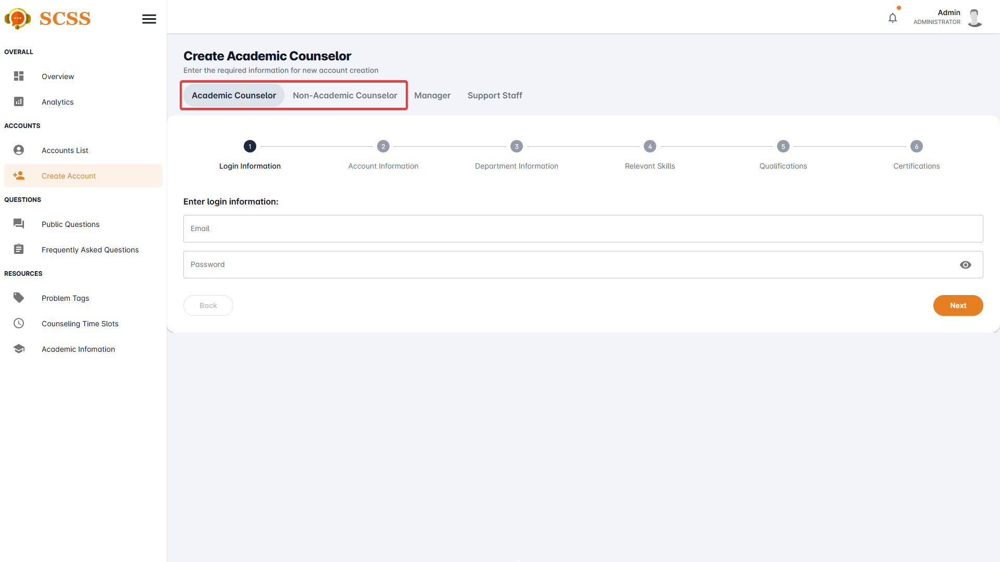 SCSS
Admin
ADMINISTRATOR
OVERALL
Overview
Analytics
ACCOUNTS
Accounts List
Create Account
QUESTIONS
Public Questions
Frequently Asked Questions
RESOURCES
Problem Tags
Counseling Time Slots
Academic Infomation
Create Academic Counselor
Enter the required information for new account creation
Academic Counselor Non-Academic Counselor Manager Support Staff
1 2 3 4 5 6
Login Information Account Information Department Information Relevant Skills Qualifications Certifications
Enter login information:
Email
Password
Back Next